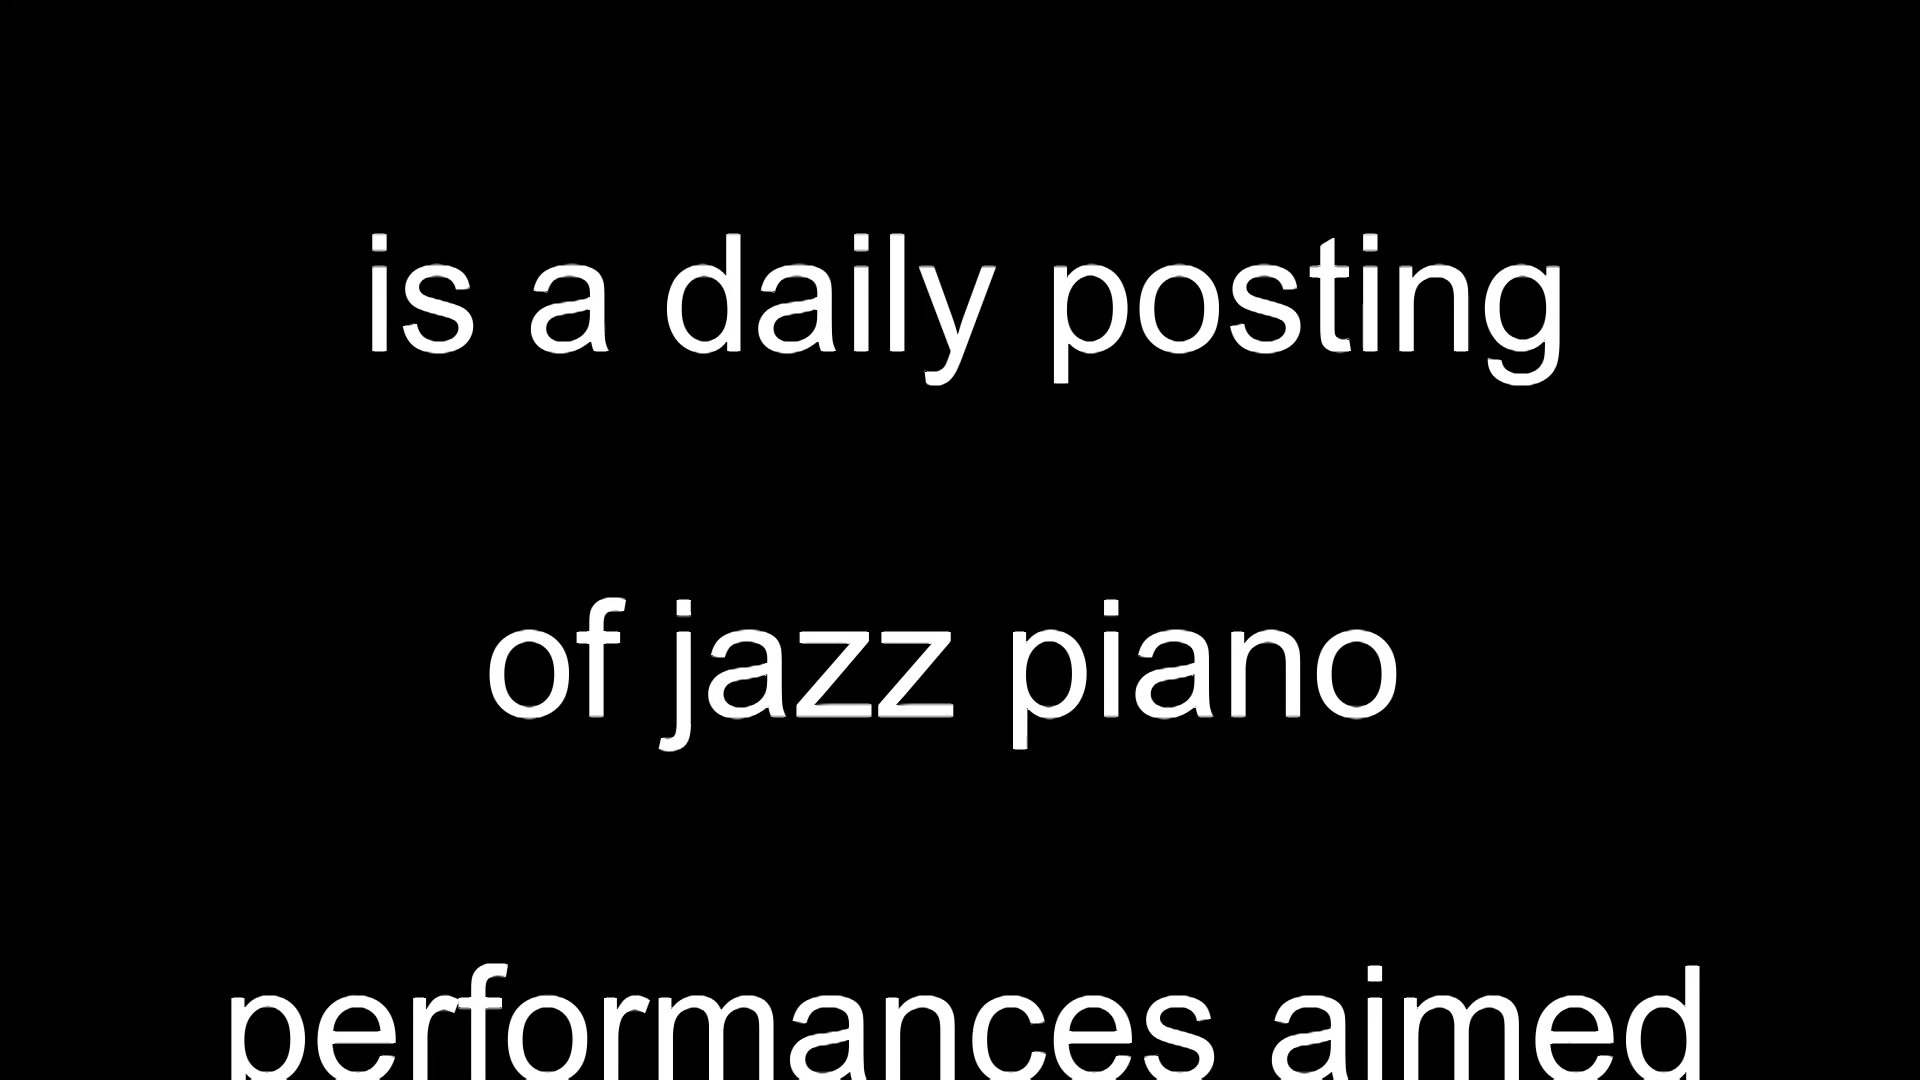 is a daily posting
of jazz piano
performances aimed